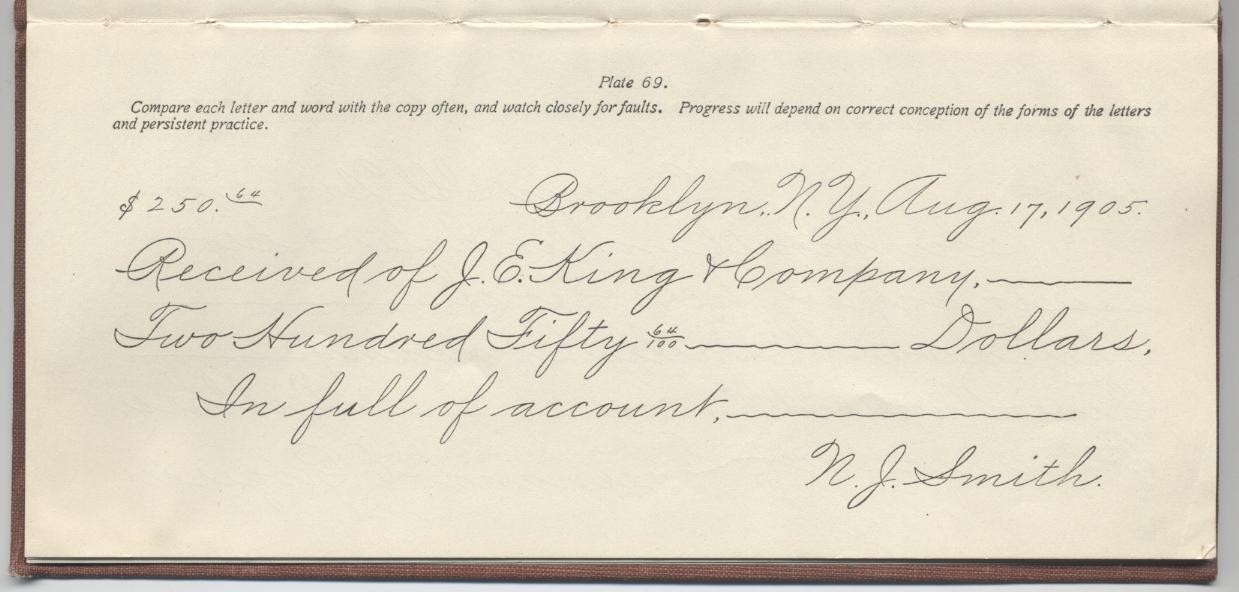 Plate 69.
Compare each letter and word with the copy often, and watch closely for faults. Progress will depend on correct conception of the forms of the letters
and persistent practice.
$250.64 Brooklyn, N.Y., Aug. 17, 1905.
Received of J. E. King & Company,
Two Hundred Fifty 64/100 Dollars,
In full of account,
N. J. Smith.